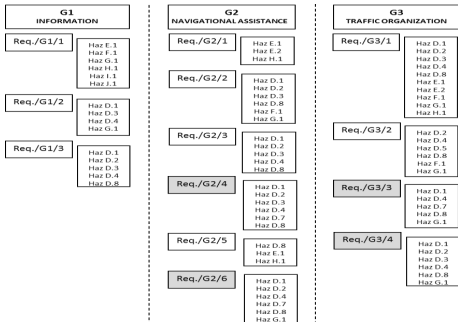 G1
INFORMATION
Req./G1/1
Haz E.1
Haz F.1
Haz G.1
Haz H.1
Haz I.1
Haz J.1
Req./G1/2
Haz D.1
Haz D.3
Haz D.4
Haz G.1
Req./G1/3
Haz D.1
Haz D.2
Haz D.3
Haz D.4
Haz D.8
G2
NAVIGATIONAL ASSISTANCE
Req./G2/1
Haz E.1
Haz E.2
Haz H.1
Req./G2/2
Haz D.1
Haz D.2
Haz D.3
Haz D.8
Haz F.1
Haz G.1
Req./G2/3
Haz D.1
Haz D.2
Haz D.3
Haz D.4
Haz D.8
Req./G2/4
Haz D.1
Haz D.2
Haz D.3
Haz D.4
Haz D.7
Haz D.8
Req./G2/5
Haz D.8
Haz E.1
Haz H.1
Req./G2/6
Haz D.1
Haz D.2
Haz D.4
Haz D.7
Haz D.8
Haz G.1
G3
TRAFFIC ORGANIZATION
Req./G3/1
Haz D.1
Haz D.2
Haz D.3
Haz D.4
Haz D.8
Haz E.1
Haz E.2
Haz F.1
Haz G.1
Haz H.1
Req./G3/2
Haz D.2
Haz D.4
Haz D.5
Haz D.8
Haz F.1
Haz G.1
Req./G3/3
Haz D.1
Haz D.4
Haz D.7
Haz D.8
Haz G.1
Req./G3/4
Haz D.1
Haz D.2
Haz D.3
Haz D.4
Haz D.8
Haz G.1